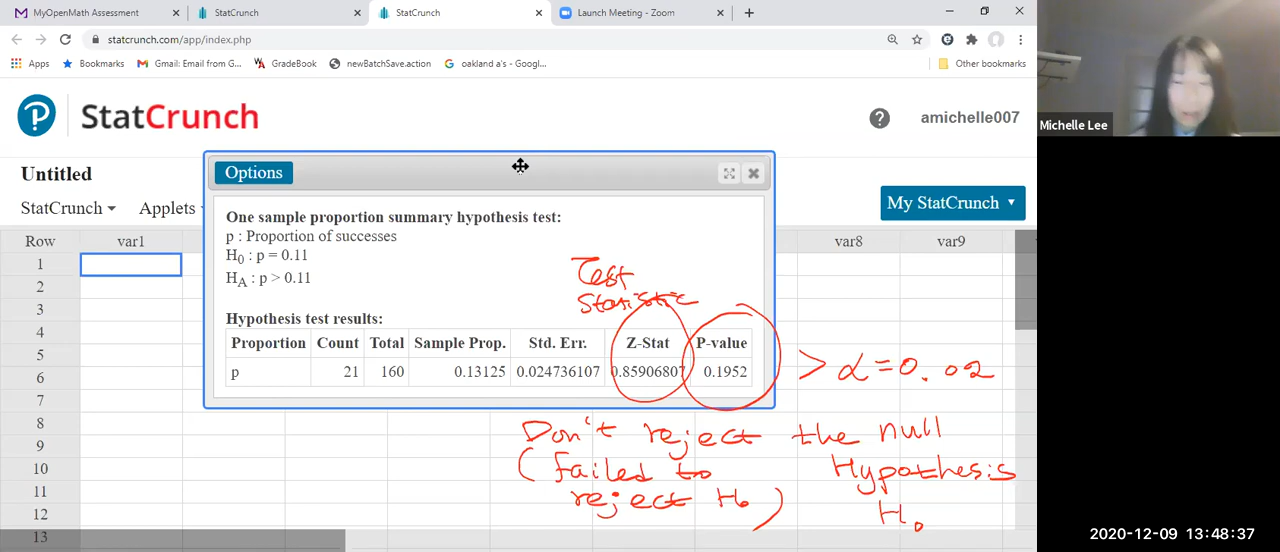 MyOpenMath Assessment
StatCrunch
StatCrunch
Launch Meeting - Zoom
statcrunch.com/app/index.php
Apps
Bookmarks
Gmail: Email from G...
GradeBook
newBatchSave.action
oakland a's - Googl...
Other bookmarks
StatCrunch
amichelle007
Michelle Lee
Untitled
StatCrunch
Applets
My StatCrunch
Options
One sample proportion summary hypothesis test:
p : Proportion of successes
H0 : p = 0.11
HA : p > 0.11
Test
Statistic
Hypothesis test results:
Proportion Count Total Sample Prop. Std. Err. Z-Stat P-value
p 21 160 0.13125 0.024736107 0.85906807 0.1952
> α = 0.02
Don't reject the null
Hypothesis
H0
(failed to
reject H0)
Row var1 var8 var9
1
2
3
4
5
6
7
8
9
10
11
12
13
2020-12-09 13:48:37